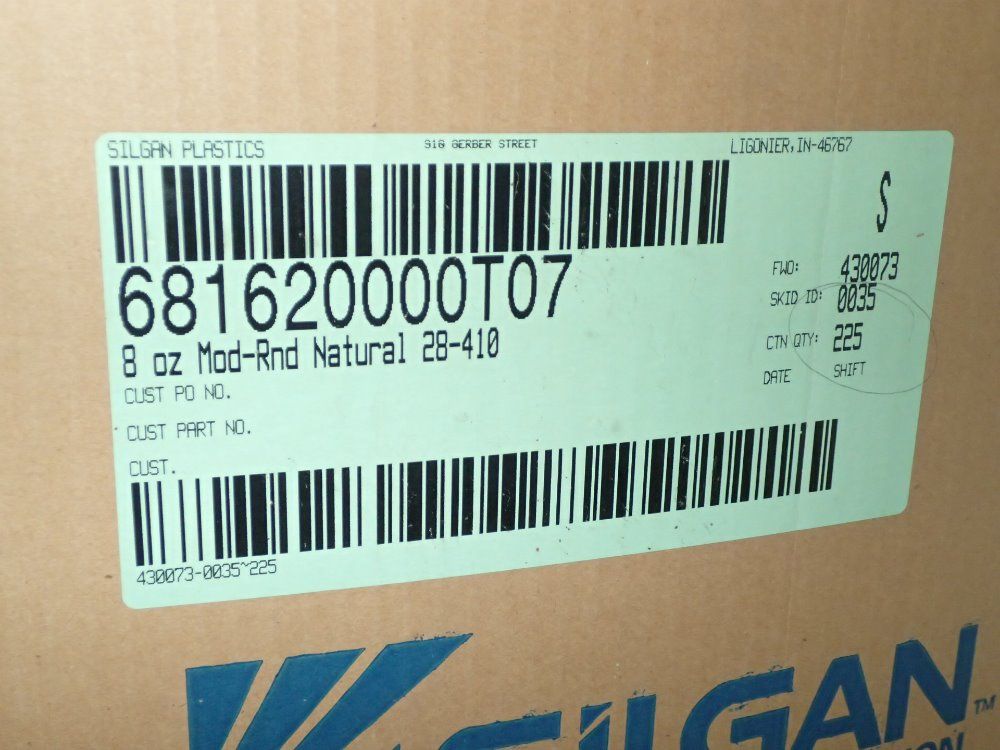 SILGAN PLASTICS 916 GERBER STREET LIGONIER, IN-46767
S
681620000T07
8 oz Mod-Rnd Natural 28-410
FWO: 430073
SKID ID: 0035
CTN QTY: 225
DATE SHIFT
CUST PO NO.
CUST PART NO.
CUST.
430073-0035~225
SILGAN TM